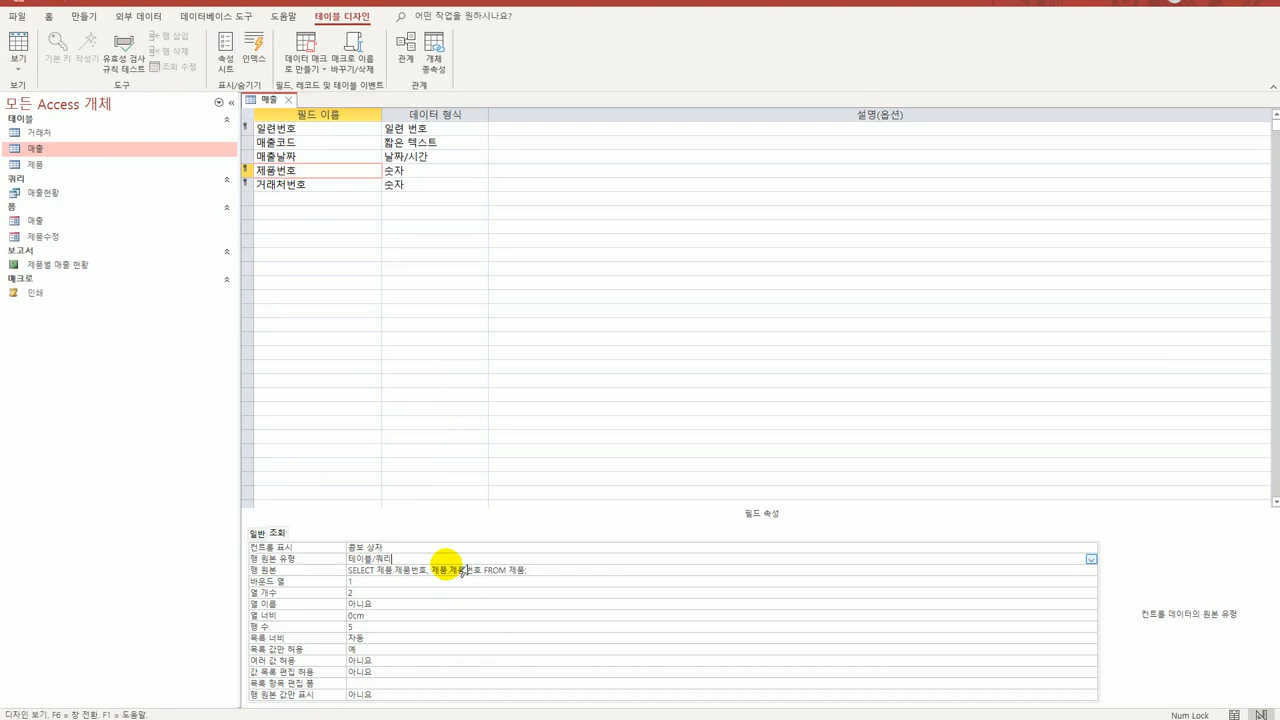 파일 홈 만들기 외부 데이터 데이터베이스 도구 도움말 테이블 디자인 어떤 작업을 원하시나요?
보기
기본 키
작성기
유효성 검사
규칙 테스트
행 삽입
행 삭제
조회 수정
속성
시트
인덱스
데이터 매크
로 만들기
매크로 이름
바꾸기/삭제
관계
개체
종속성
보기 도구 표시/숨기기 필드, 레코드 및 테이블 이벤트 관계
모든 Access 개체
테이블
거래처
매출
제품
쿼리
매출현황
폼
매출
제품수정
보고서
제품별 매출 현황
매크로
인쇄
매출
필드 이름 데이터 형식 설명(옵션)
일련번호 일련 번호
매출코드 짧은 텍스트
매출날짜 날짜/시간
제품번호 숫자
거래처번호 숫자
필드 속성
일반 조회
컨트롤 표시 콤보 상자
행 원본 유형 테이블/쿼리
행 원본 SELECT 제품.제품번호, 제품.제품번호 FROM 제품;
바운드 열 1
열 개수 2
열 이름 아니요
열 너비 0cm
행 수 5
목록 너비 자동
목록 값만 허용 예
여러 값 허용 아니요
값 목록 편집 허용 아니요
목록 항목 편집 폼
행 원본 값만 표시 아니요
컨트롤 데이터의 원본 유형
디자인 보기. F6 = 창 전환. F1 = 도움말. Num Lock